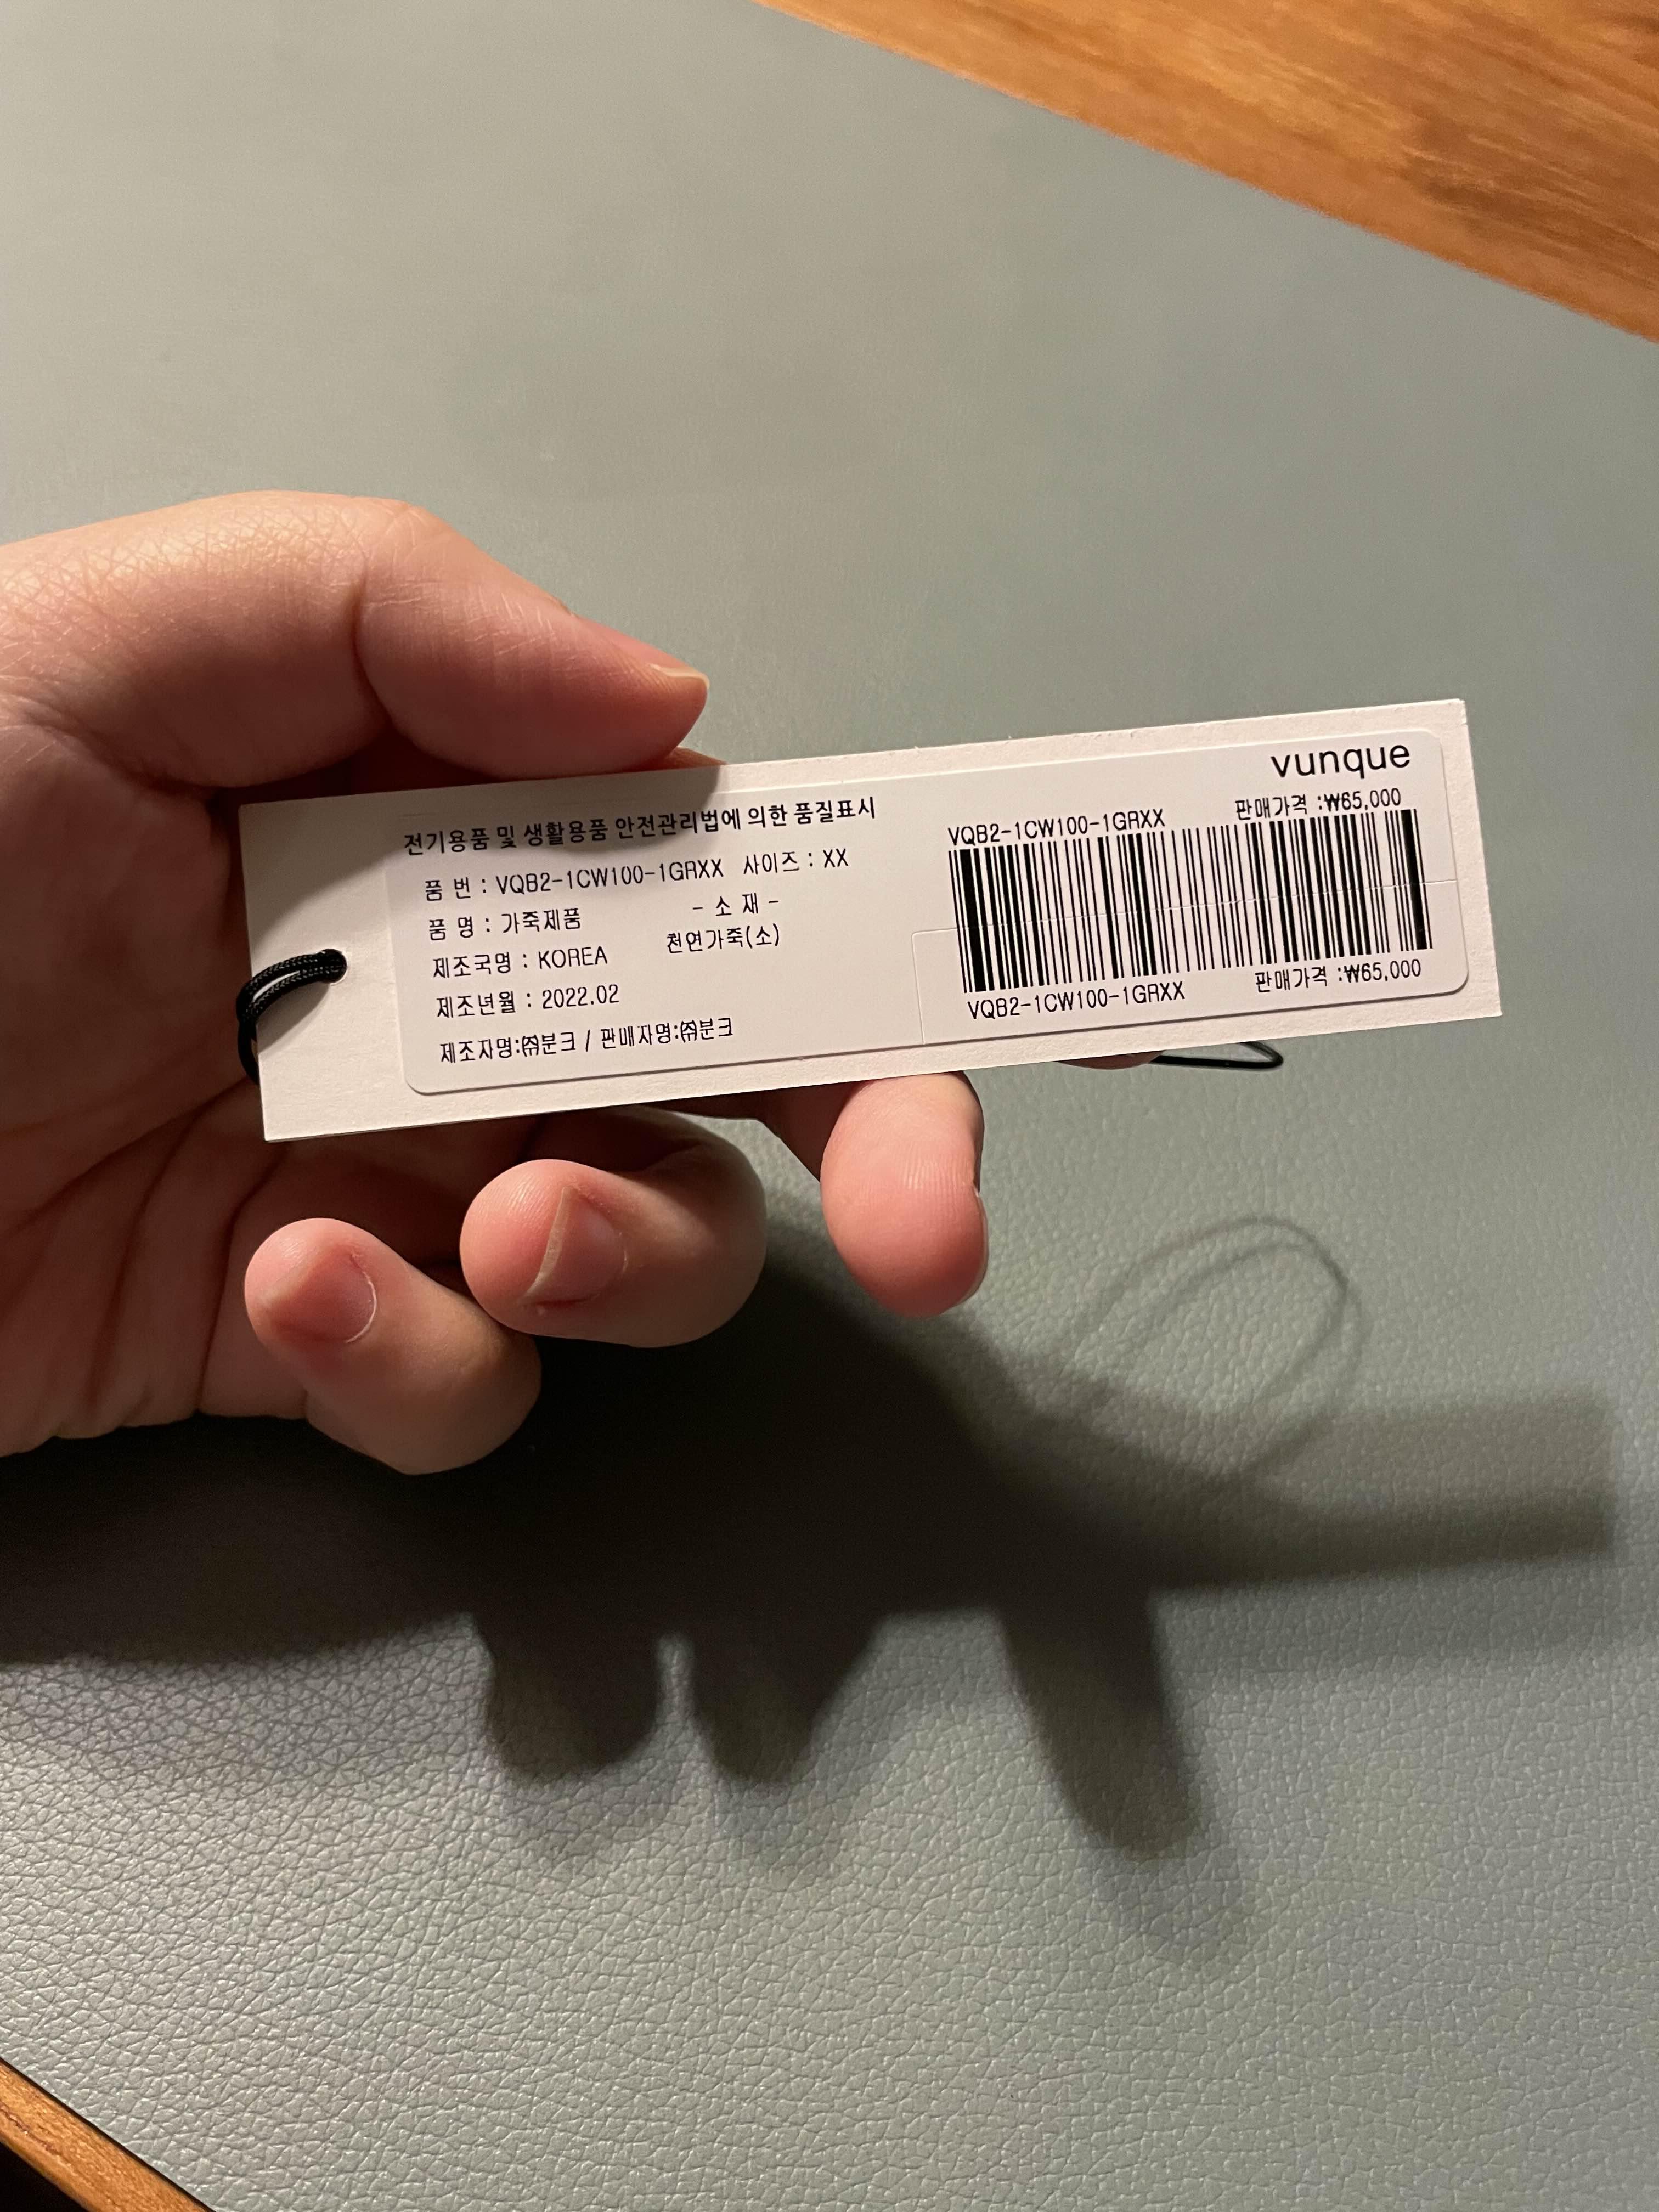 전기용품 및 생활용품 안전관리법에 의한 품질표시
품 번 : VQB2-1CW100-1GRXX 사이즈 : XX
품 명 : 가죽제품
- 소 재 -
제조국명 : KOREA
천연가죽(소)
제조년월 : 2022.02
제조자명:㈜분크 / 판매자명:㈜분크
vunque
VQB2-1CW100-1GRXX 판매가격 :₩65,000
VQB2-1CW100-1GRXX 판매가격 :₩65,000